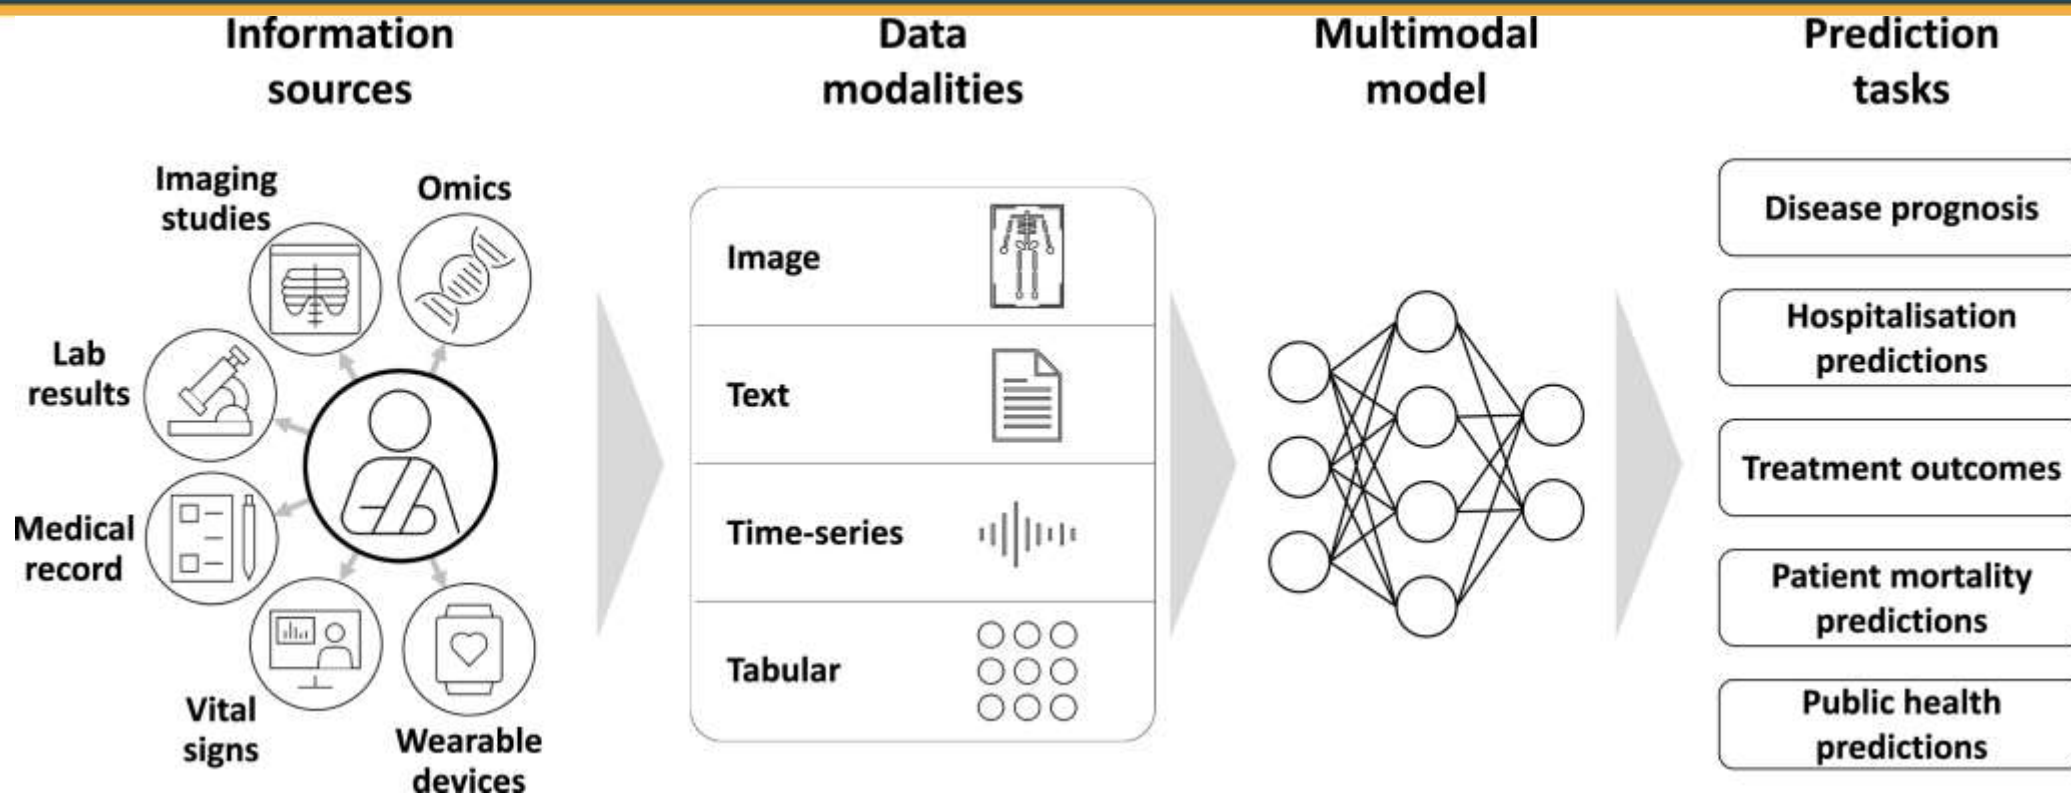 Information
sources
Data
modalities
Multimodal
model
Prediction
tasks
Imaging
studies
Omics
Lab
results
Medical
record
Vital
signs
Wearable
devices
Image
Text
Time-series
Tabular
Disease prognosis
Hospitalisation
predictions
Treatment outcomes
Patient mortality
predictions
Public health
predictions